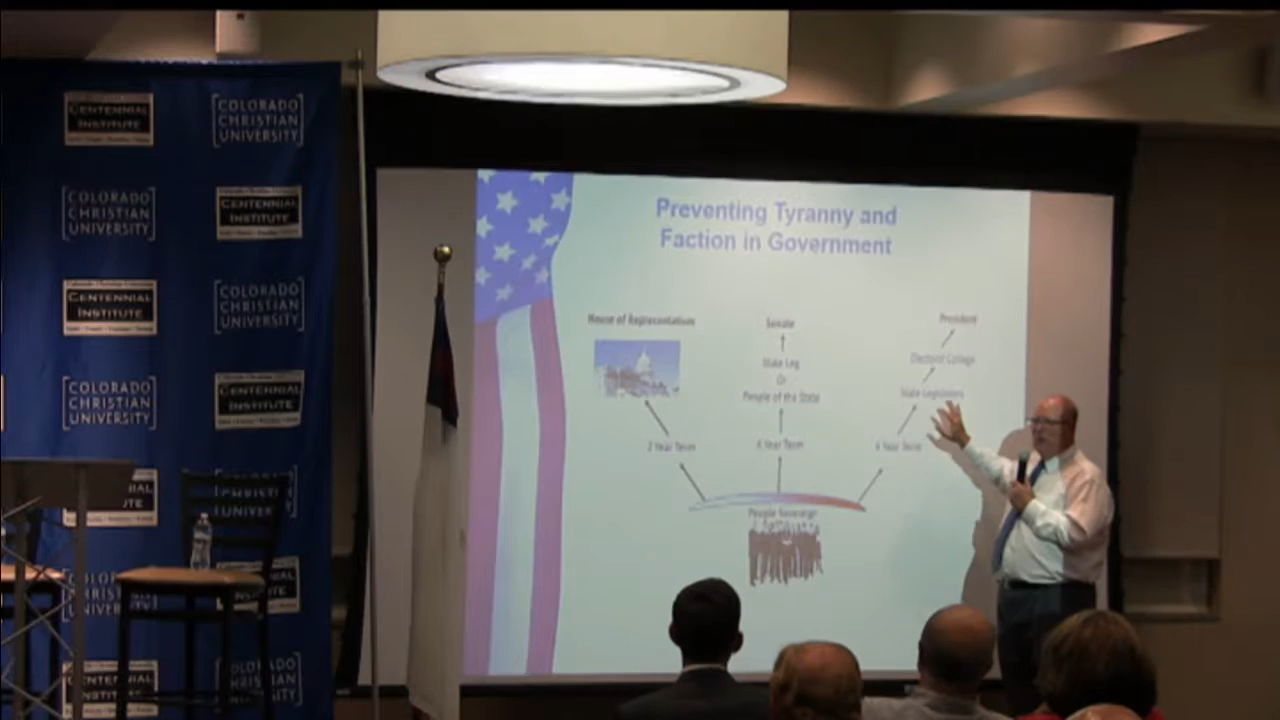 CENTENNIAL
INSTITUTE
COLORADO
CHRISTIAN
UNIVERSITY
COLORADO
CHRISTIAN
UNIVERSITY
CENTENNIAL
INSTITUTE
CENTENNIAL
INSTITUTE
COLORADO
CHRISTIAN
UNIVERSITY
COLORADO
CHRISTIAN
UNIVERSITY
CENTENNIAL
INSTITUTE
Preventing Tyranny and
Faction in Government
House of Representatives
Senate
President
State Leg
Or
People of the State
Electoral College
State Legislators
2 Year Term
6 Year Term
4 Year Term
People Sovereign